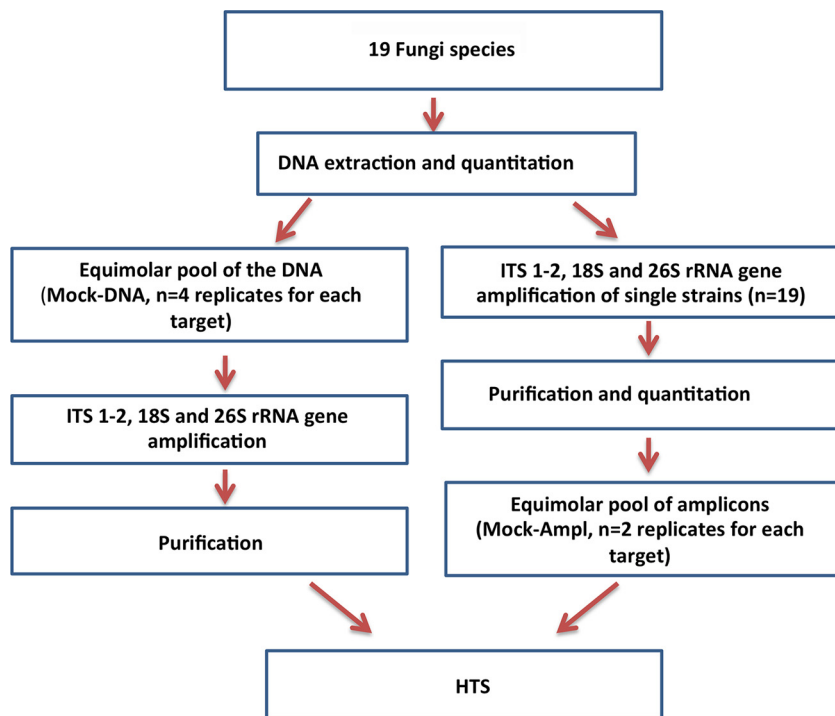 19 Fungi species
DNA extraction and quantitation
Equimolar pool of the DNA
(Mock-DNA, n=4 replicates for each
target)
ITS 1-2, 18S and 26S rRNA gene
amplification
Purification
ITS 1-2, 18S and 26S rRNA gene
amplification of single strains (n=19)
Purification and quantitation
Equimolar pool of amplicons
(Mock-Ampl, n=2 replicates for each
target)
HTS